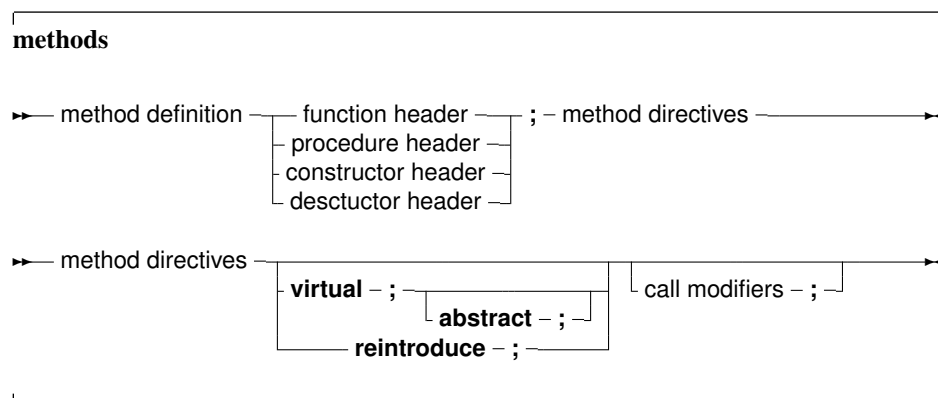 methods
method definition function header ; method directives
procedure header
constructor header
desctuctor header
method directives
virtual ; call modifiers ;
abstract ;
reintroduce ;